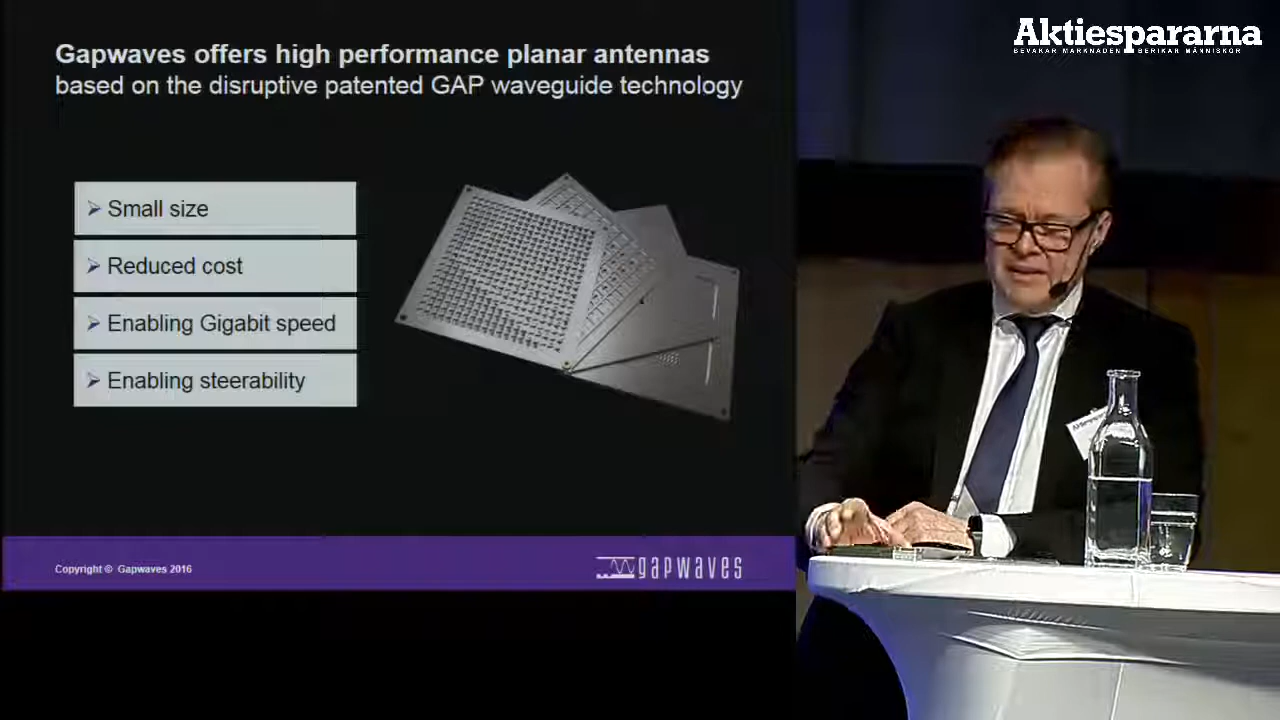 Gapwaves offers high performance planar antennas
based on the disruptive patented GAP waveguide technology
Small size
Reduced cost
Enabling Gigabit speed
Enabling steerability
Copyright © Gapwaves 2016
gapwaves
Aktiespararna
BEVAKAR MARKNADEN BERIKAR MÄNNISKOR